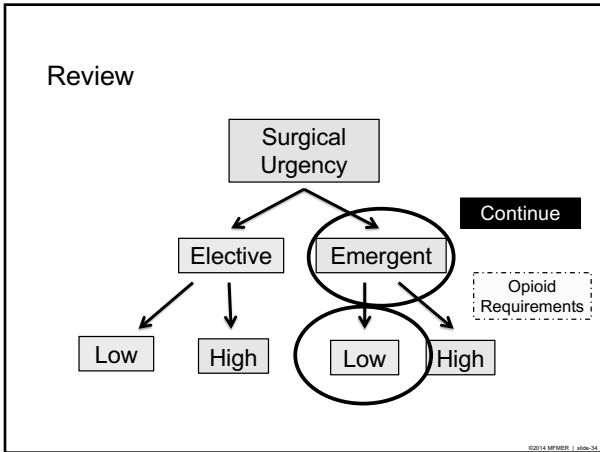 Review
Surgical
Urgency
Continue
Elective
Emergent
Opioid
Requirements
Low
High
Low
High
©2014 MFMER | slide-34